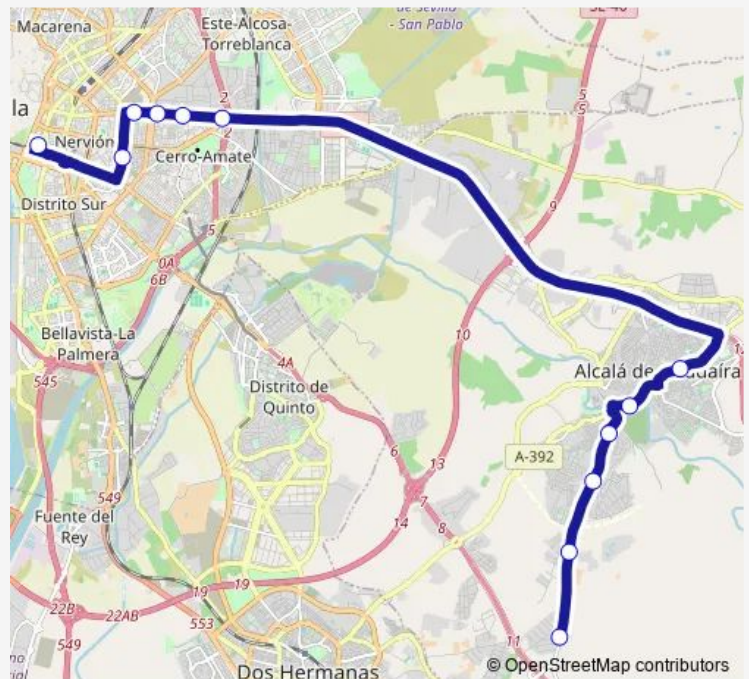 Macarena
Este-Alcosa-
Torreblanca
de Sevilla
- San Pablo
SE-40
la
2
2
5
5
Nervión
Cerro-Amate
Distrito Sur
5
0A
6B
9
Bellavista-La
Palmera
545
4A
10
Distrito de
Quinto
Alcalá de
daíra
A-392
6
13
7
14
8
549
Fuente del
Rey
19
19
22B
22AB
553
549
11
Dos Hermanas
© OpenStreetMap contributors